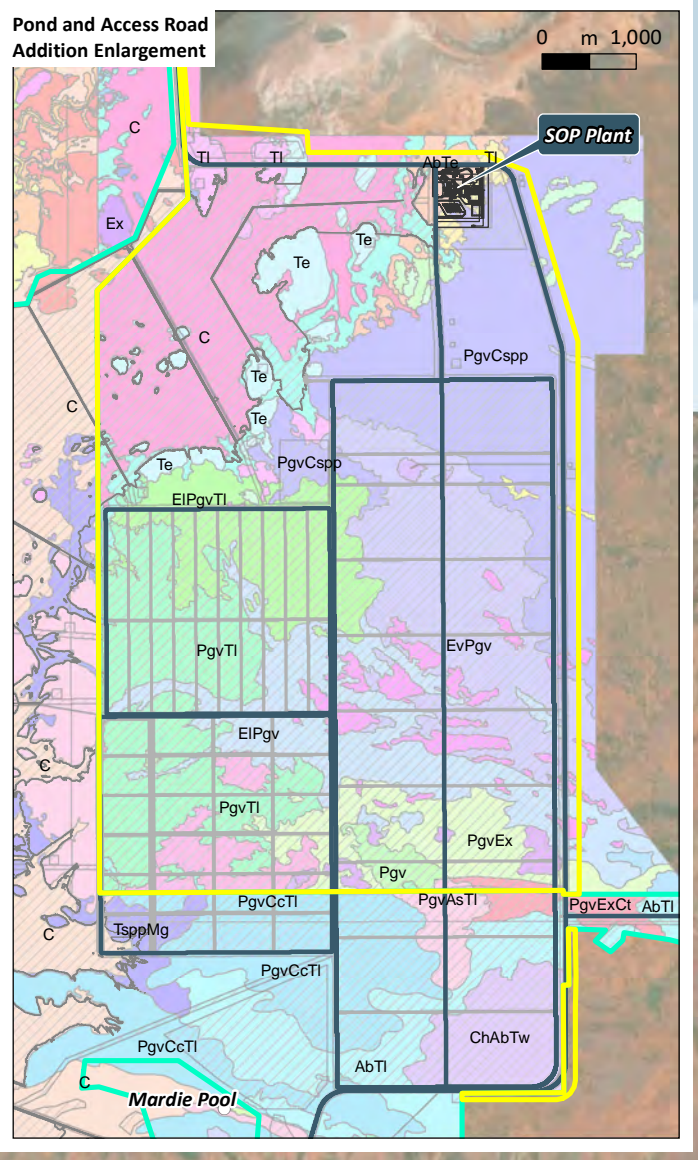 Pond and Access Road
Addition Enlargement
0 m 1,000
SOP Plant
C
Tl
Tl
AbTe
Tl
Ex
Te
Te
C
PgvCspp
Te
C
Te
Te
PgvCspp
ElPgvTl
PgvTl
EvPgv
ElPgv
C
PgvTl
PgvEx
Pgv
PgvCcTl
PgvAsTl
PgvExCt
AbTl
TsppMg
C
PgvCcTl
ChAbTw
PgvCcTl
AbTl
C
Mardie Pool